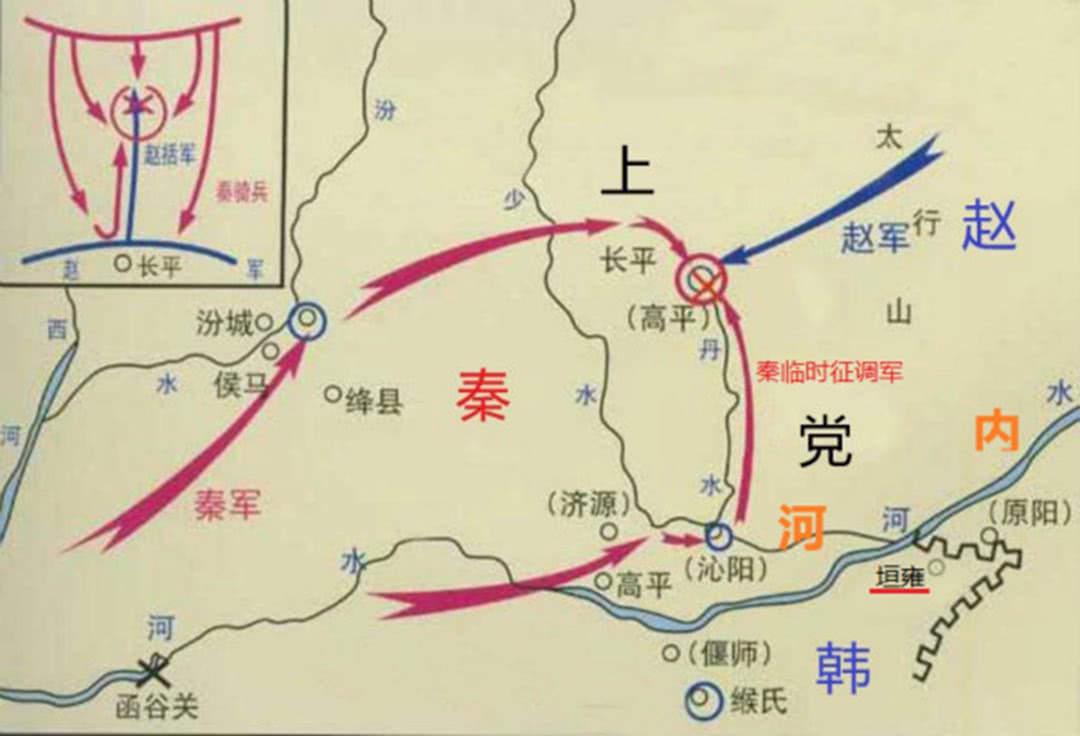 赵括军
秦骑兵
赵
长平
军
汾
少
上
太
赵军
行
赵
长平
(高平)
山
西
汾城
侯马
水
绛县
秦
水
丹
秦临时征调军
水
党
内
河
秦军
(济源)
水
河
河
(原阳)
水
高平
(沁阳)
垣雍
河
函谷关
(偃师)
缑氏
韩